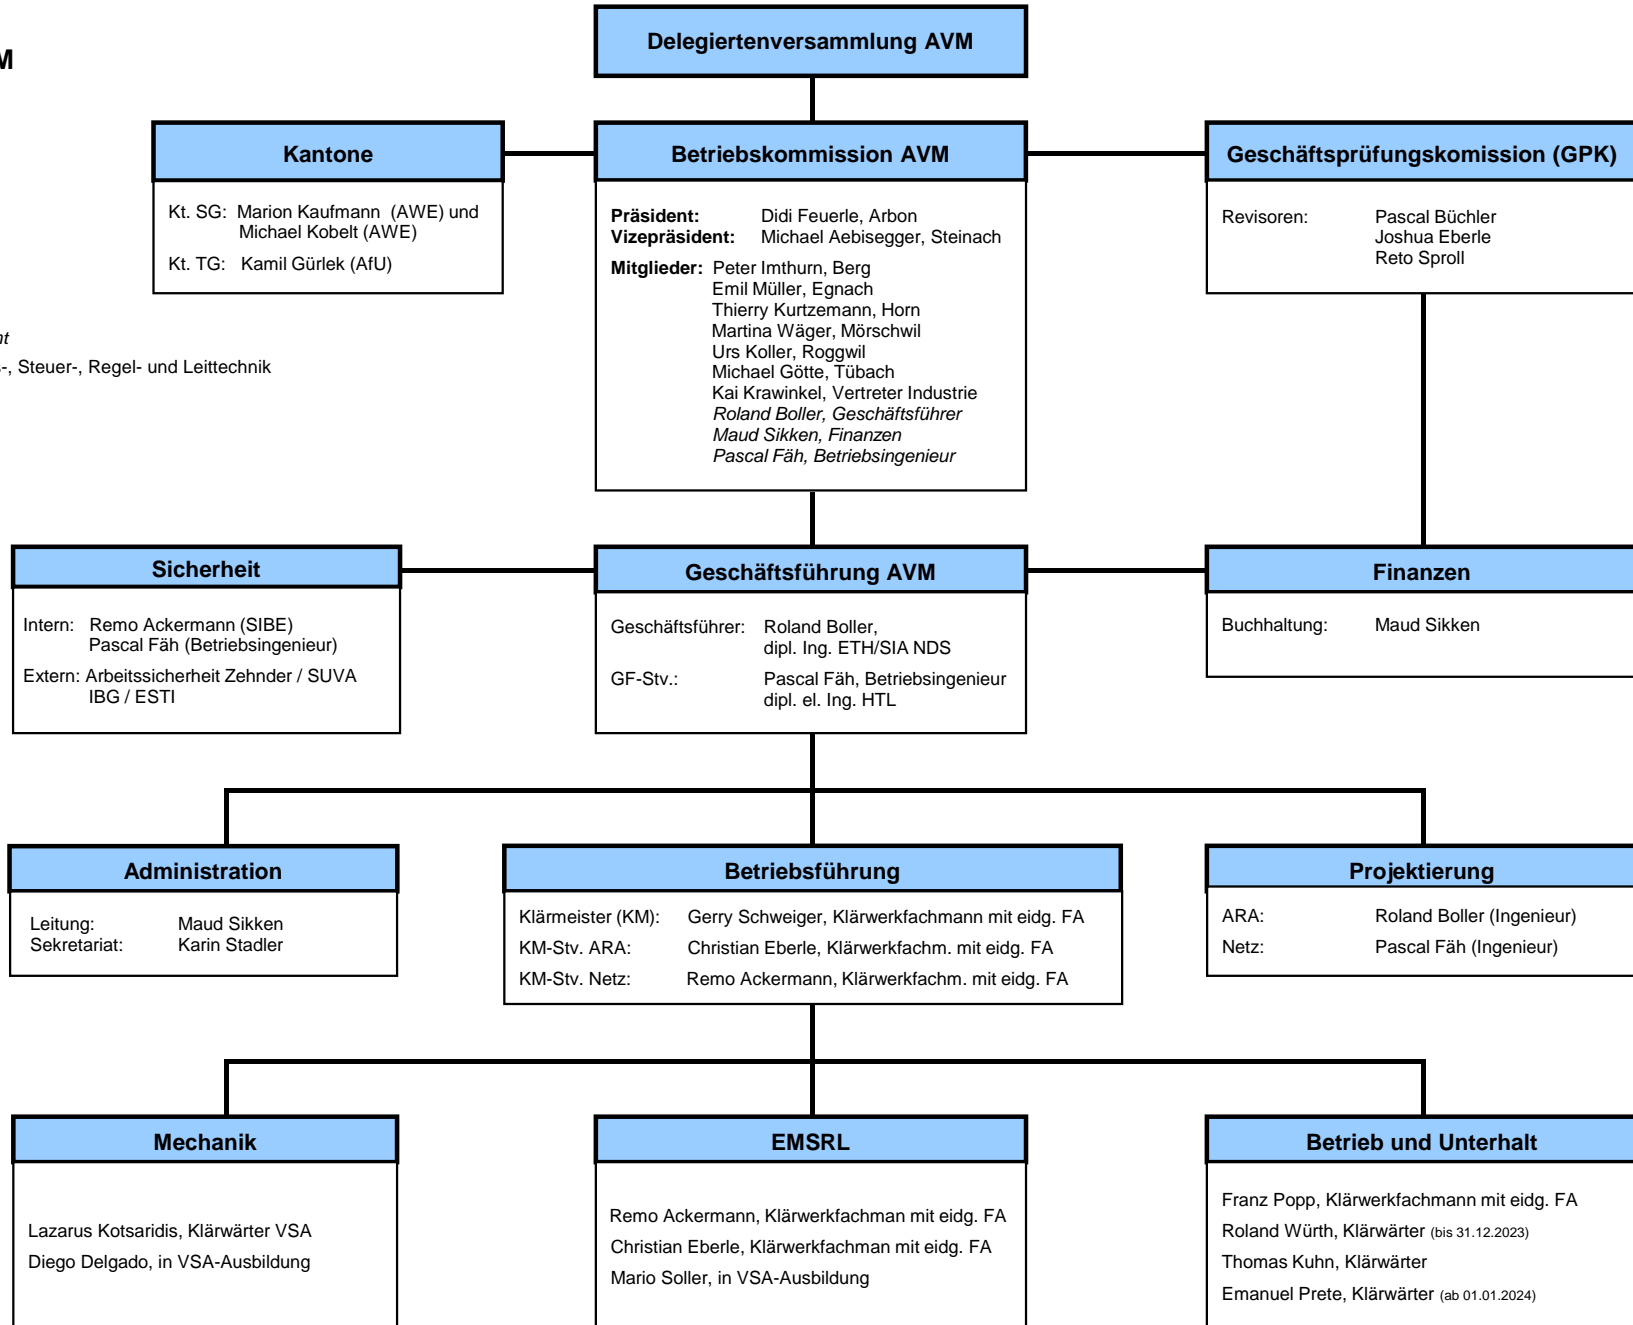 Delegiertenversammlung AVM
M
Kantone
Kt. SG: Marion Kaufmann (AWE) und
Michael Kobelt (AWE)
Kt. TG: Kamil Gürlek (AfU)
Betriebskommission AVM
Präsident: Didi Feuerle, Arbon
Vizepräsident: Michael Aebisegger, Steinach
Mitglieder: Peter Imthurn, Berg
Emil Müller, Egnach
Thierry Kurtzemann, Horn
Martina Wäger, Mörschwil
Urs Koller, Roggwil
Michael Götte, Tübach
Kai Krawinkel, Vertreter Industrie
Roland Boller, Geschäftsführer
Maud Sikken, Finanzen
Pascal Fäh, Betriebsingenieur
Geschäftsprüfungskomission (GPK)
Revisoren: Pascal Büchler
Joshua Eberle
Reto Sproll
nt
-, Steuer-, Regel- und Leittechnik
Sicherheit
Intern: Remo Ackermann (SIBE)
Pascal Fäh (Betriebsingenieur)
Extern: Arbeitssicherheit Zehnder / SUVA
IBG / ESTI
Geschäftsführung AVM
Geschäftsführer: Roland Boller,
dipl. Ing. ETH/SIA NDS
GF-Stv.: Pascal Fäh, Betriebsingenieur
dipl. el. Ing. HTL
Finanzen
Buchhaltung: Maud Sikken
Administration
Leitung: Maud Sikken
Sekretariat: Karin Stadler
Betriebsführung
Klärmeister (KM): Gerry Schweiger, Klärwerkfachmann mit eidg. FA
KM-Stv. ARA: Christian Eberle, Klärwerkfachm. mit eidg. FA
KM-Stv. Netz: Remo Ackermann, Klärwerkfachm. mit eidg. FA
Projektierung
ARA: Roland Boller (Ingenieur)
Netz: Pascal Fäh (Ingenieur)
Mechanik
Lazarus Kotsaridis, Klärwärter VSA
Diego Delgado, in VSA-Ausbildung
EMSRL
Remo Ackermann, Klärwerkfachman mit eidg. FA
Christian Eberle, Klärwerkfachman mit eidg. FA
Mario Soller, in VSA-Ausbildung
Betrieb und Unterhalt
Franz Popp, Klärwerkfachmann mit eidg. FA
Roland Würth, Klärwärter (bis 31.12.2023)
Thomas Kuhn, Klärwärter
Emanuel Prete, Klärwärter (ab 01.01.2024)